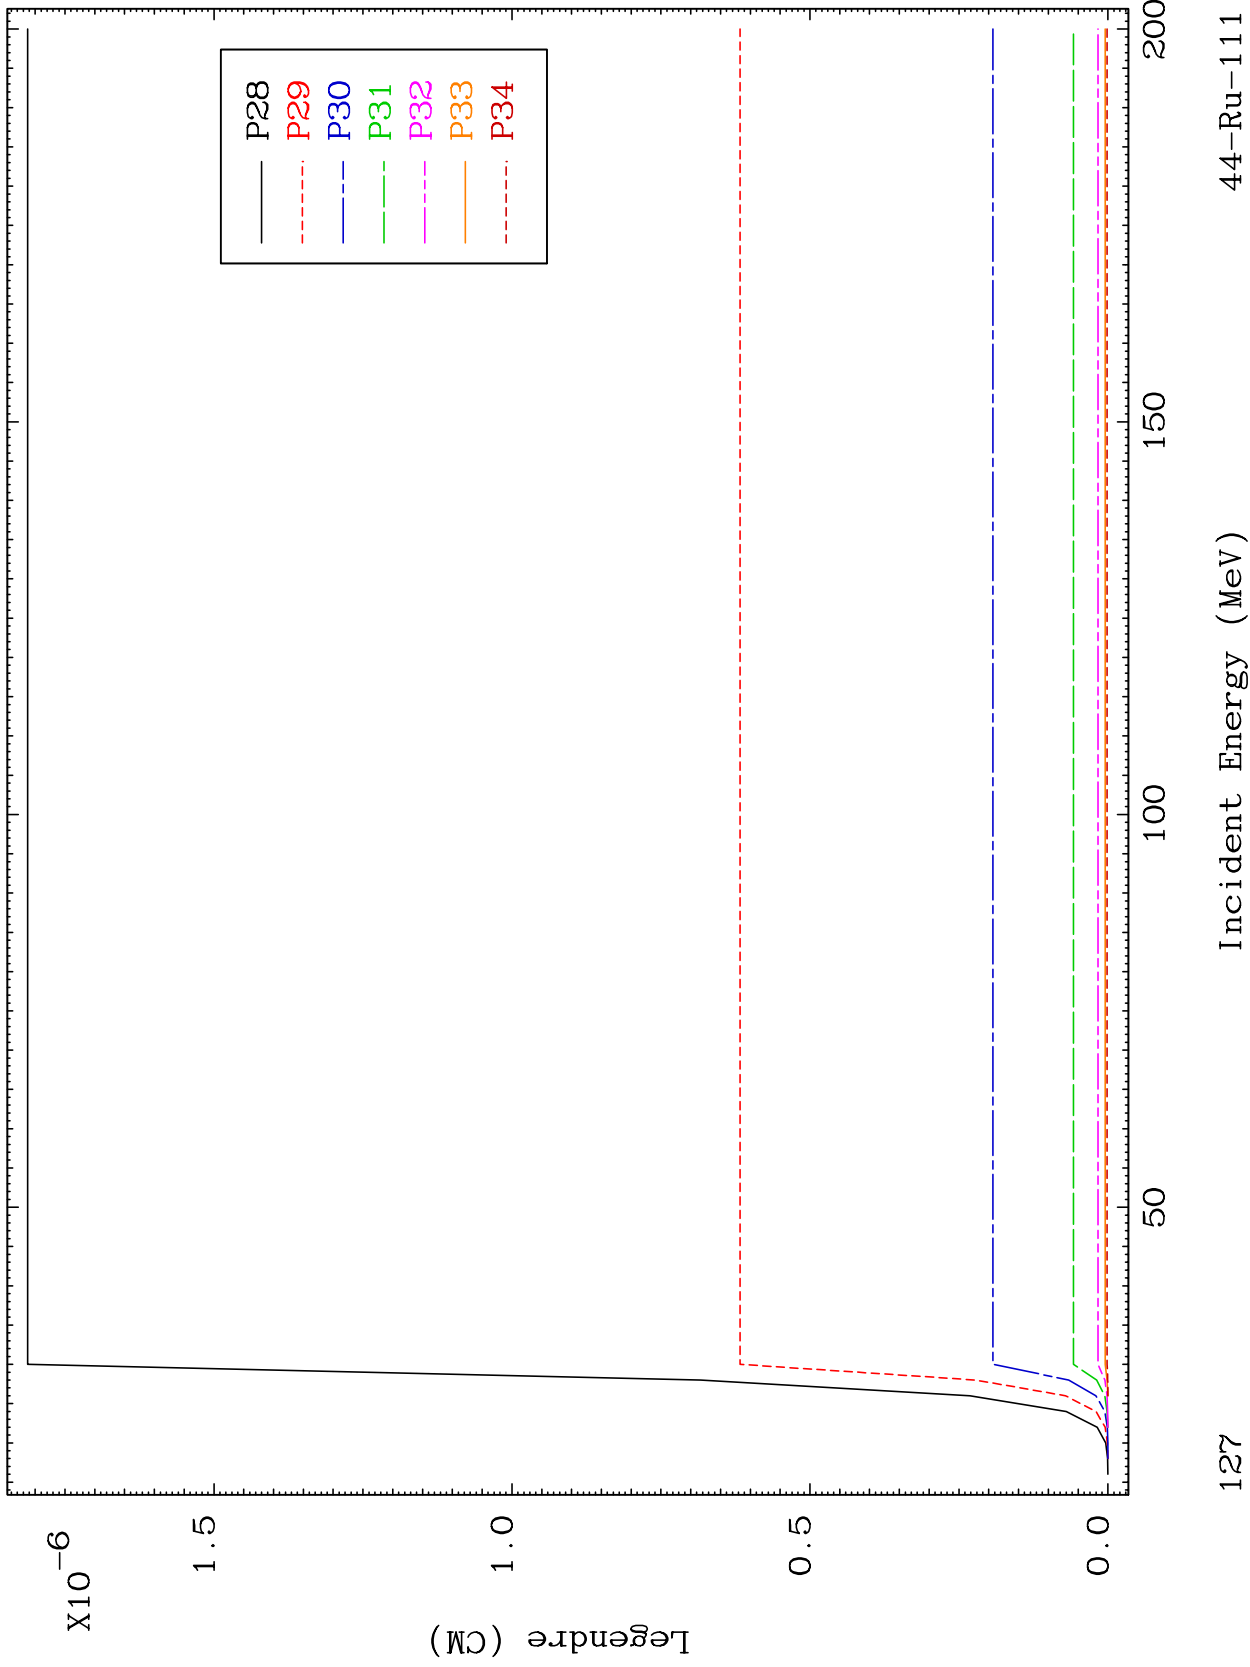 X10-6
1.5
1.0
0.5
0.0
Legendre (CM)
P28
P29
P30
P31
P32
P33
P34
50
100
150
200
127
Incident Energy (MeV)
44-Ru-111